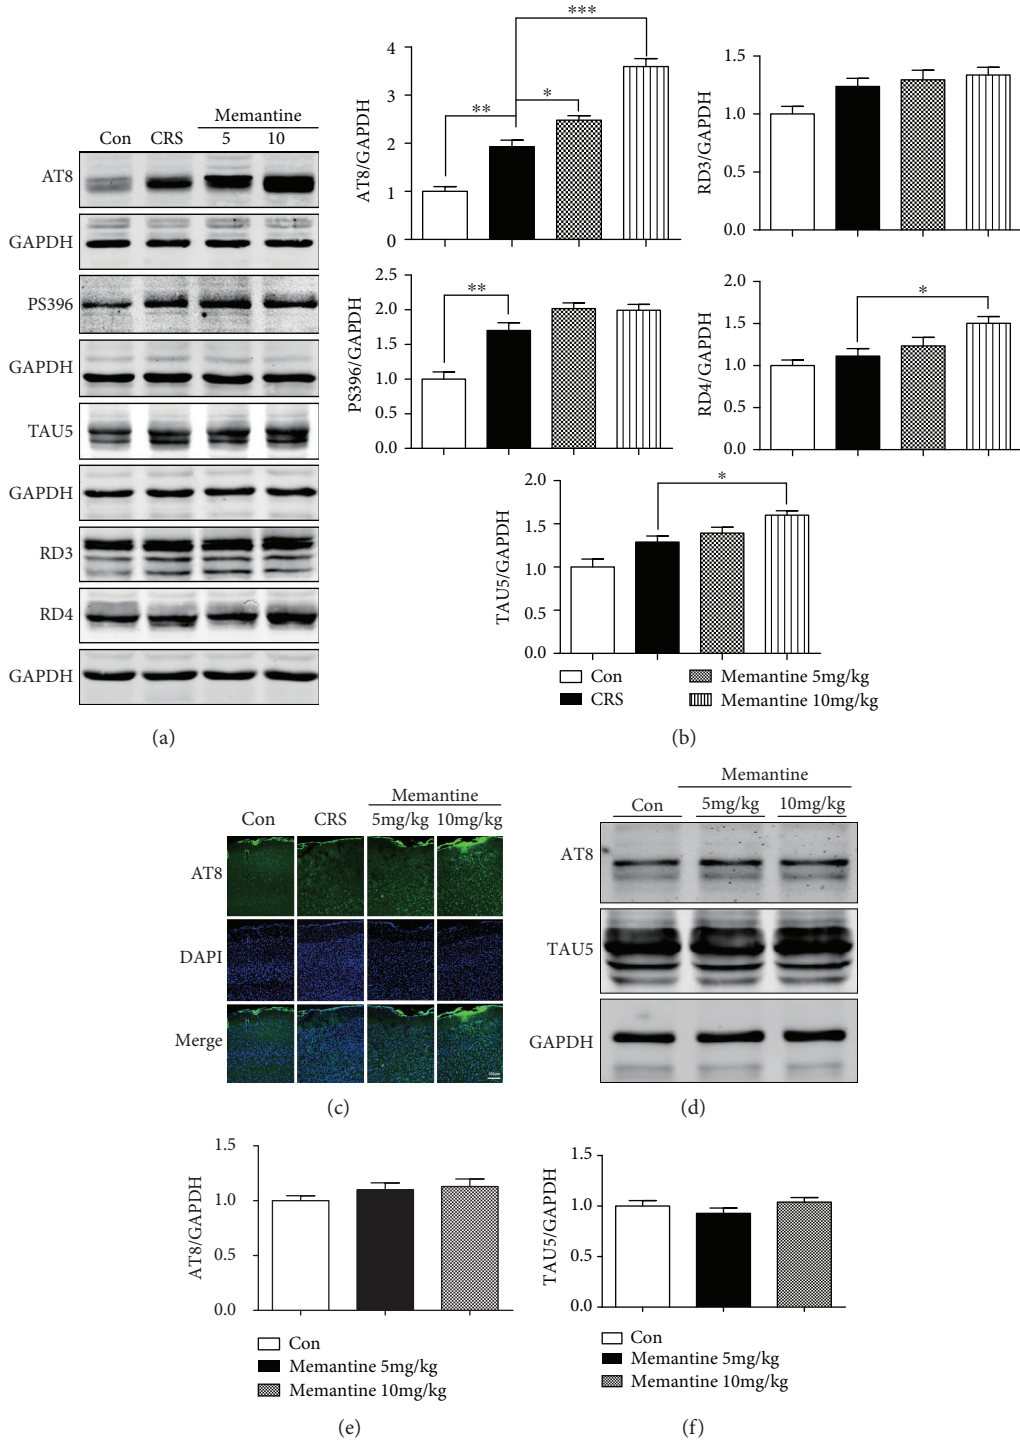 Memantine
Con CRS 5 10
AT8
GAPDH
PS396
GAPDH
TAU5
GAPDH
RD3
RD4
GAPDH
(a)
AT8/GAPDH
4
3
2
1
0
**
*
***
RD3/GAPDH
1.5
1.0
0.5
0.0
PS396/GAPDH
2.5
2.0
1.5
1.0
0.5
0.0
**
RD4/GAPDH
2.0
1.5
1.0
0.5
0.0
*
TAU5/GAPDH
2.0
1.5
1.0
0.5
0.0
*
Con
CRS
Memantine 5mg/kg
Memantine 10mg/kg
(b)
Memantine
Con CRS 5mg/kg 10mg/kg
AT8
DAPI
Merge
(c)
Memantine
Con 5mg/kg 10mg/kg
AT8
TAU5
GAPDH
(d)
AT8/GAPDH
1.5
1.0
0.5
0.0
Con
Memantine 5mg/kg
Memantine 10mg/kg
(e)
TAU5/GAPDH
1.5
1.0
0.5
0.0
Con
Memantine 5mg/kg
Memantine 10mg/kg
(f)